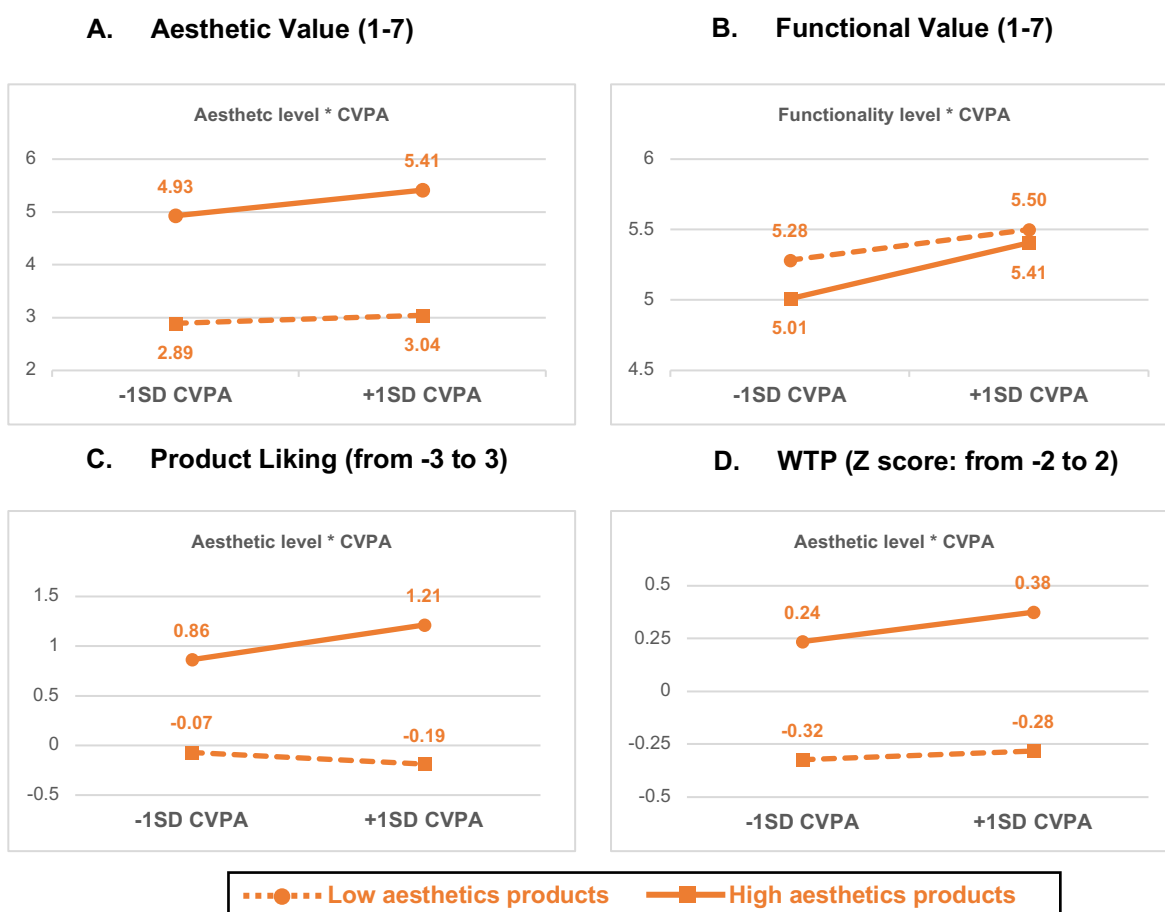 A. Aesthetic Value (1-7)
B. Functional Value (1-7)
Aesthetc level * CVPA
6
5
4
3
2
4.93
5.41
2.89
3.04
-1SD CVPA
+1SD CVPA
Functionality level * CVPA
6
5.5
5
4.5
5.28
5.50
5.01
5.41
-1SD CVPA
+1SD CVPA
C. Product Liking (from -3 to 3)
D. WTP (Z score: from -2 to 2)
Aesthetic level * CVPA
1.5
1
0.5
0
-0.5
0.86
1.21
-0.07
-0.19
-1SD CVPA
+1SD CVPA
Aesthetic level * CVPA
0.5
0.25
0
-0.25
-0.5
0.24
0.38
-0.32
-0.28
-1SD CVPA
+1SD CVPA
Low aesthetics products
High aesthetics products